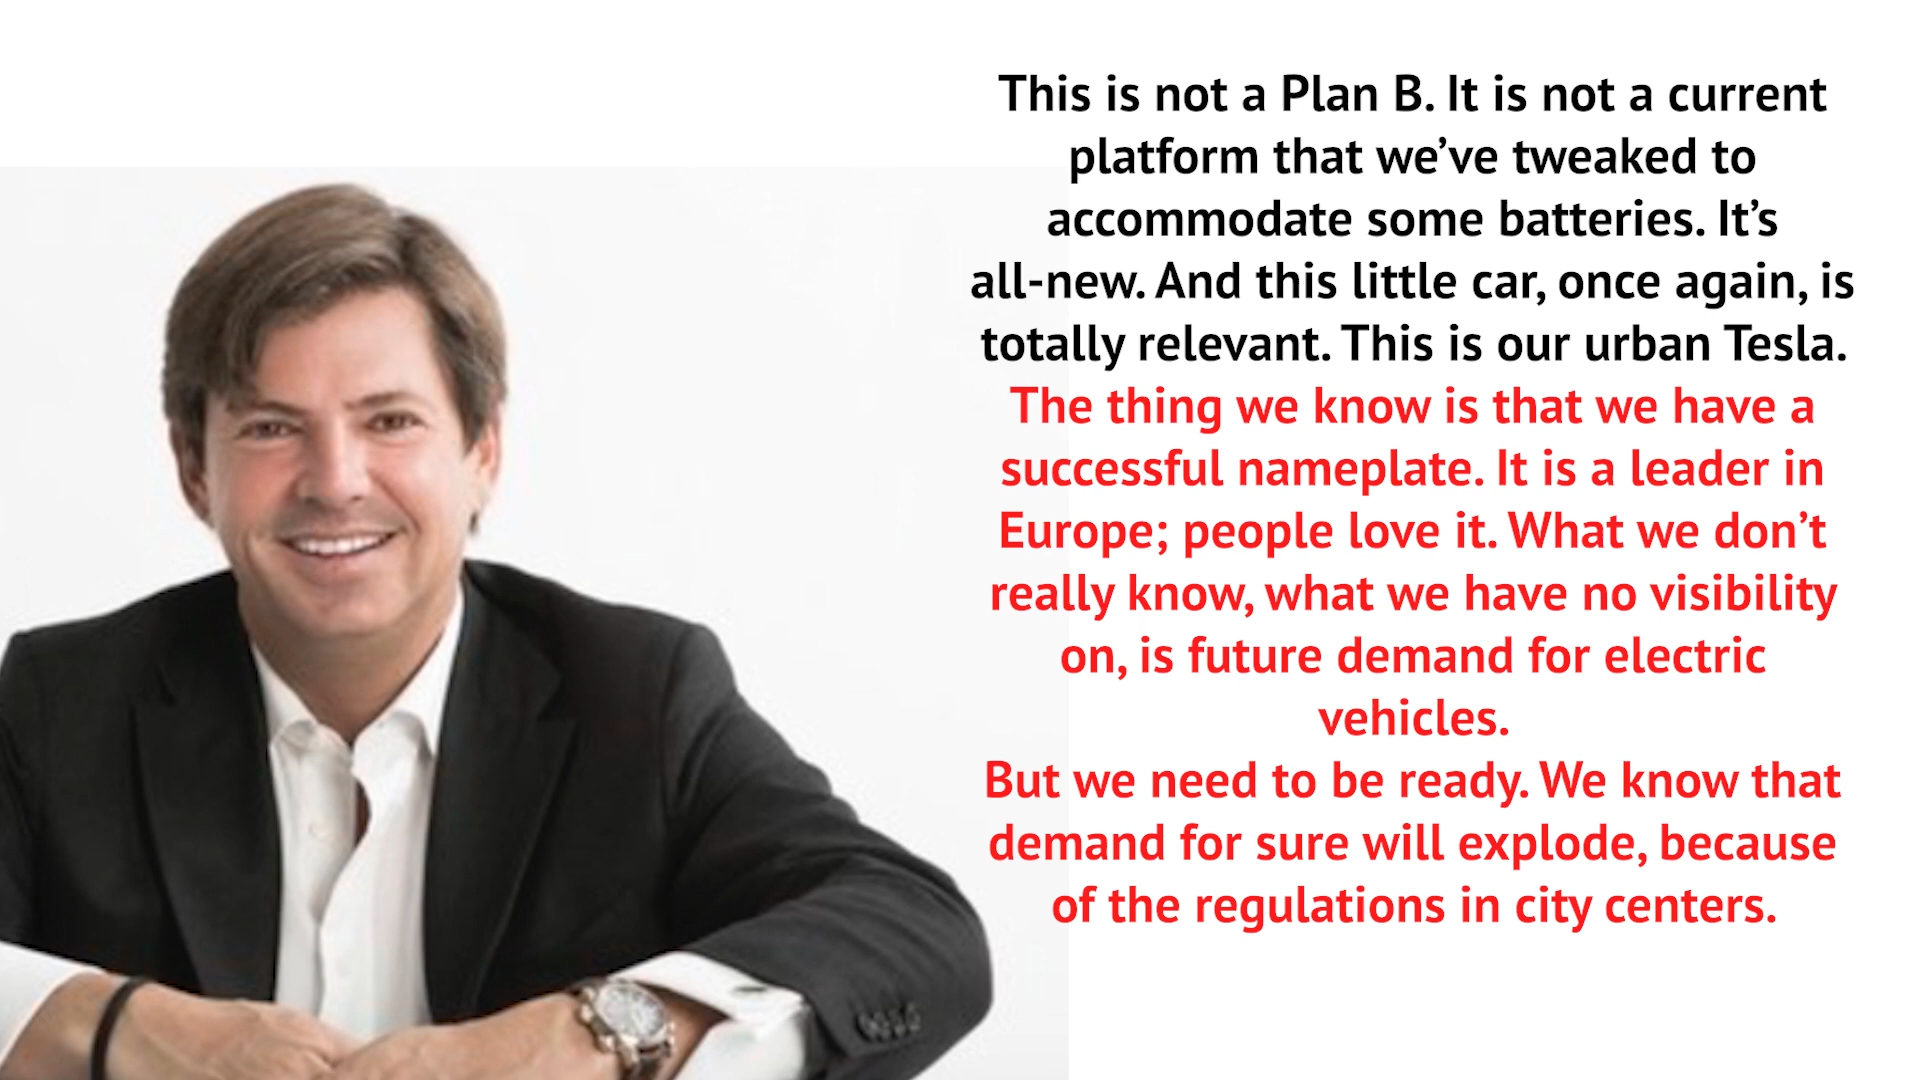 This is not a Plan B. It is not a current
platform that we’ve tweaked to
accommodate some batteries. It’s
all-new. And this little car, once again, is
totally relevant. This is our urban Tesla.
The thing we know is that we have a
successful nameplate. It is a leader in
Europe; people love it. What we don’t
really know, what we have no visibility
on, is future demand for electric
vehicles.
But we need to be ready. We know that
demand for sure will explode, because
of the regulations in city centers.